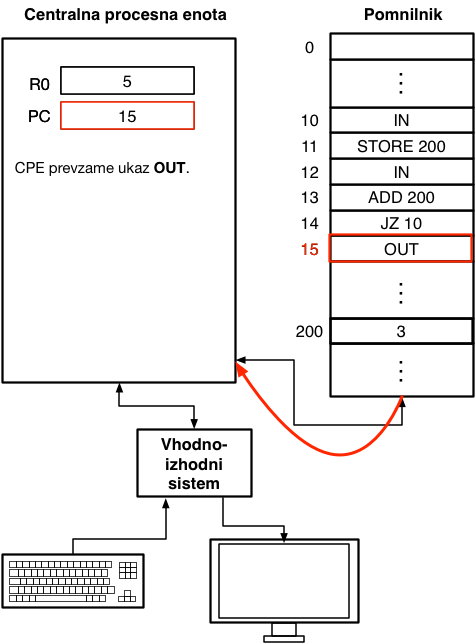 Centralna procesna enota
R0
5
PC
15
CPE prevzame ukaz OUT.
Pomnilnik
0
⋮
10 IN
11 STORE 200
12 IN
13 ADD 200
14 JZ 10
15 OUT
⋮
200 3
⋮
Vhodno-
izhodni
sistem